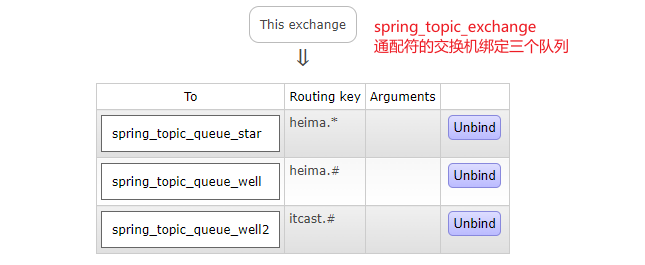 This exchange
spring_topic_exchange
通配符的交换机绑定三个队列
⇓
To Routing key Arguments
spring_topic_queue_star heima.* Unbind
spring_topic_queue_well heima.# Unbind
spring_topic_queue_well2 itcast.# Unbind